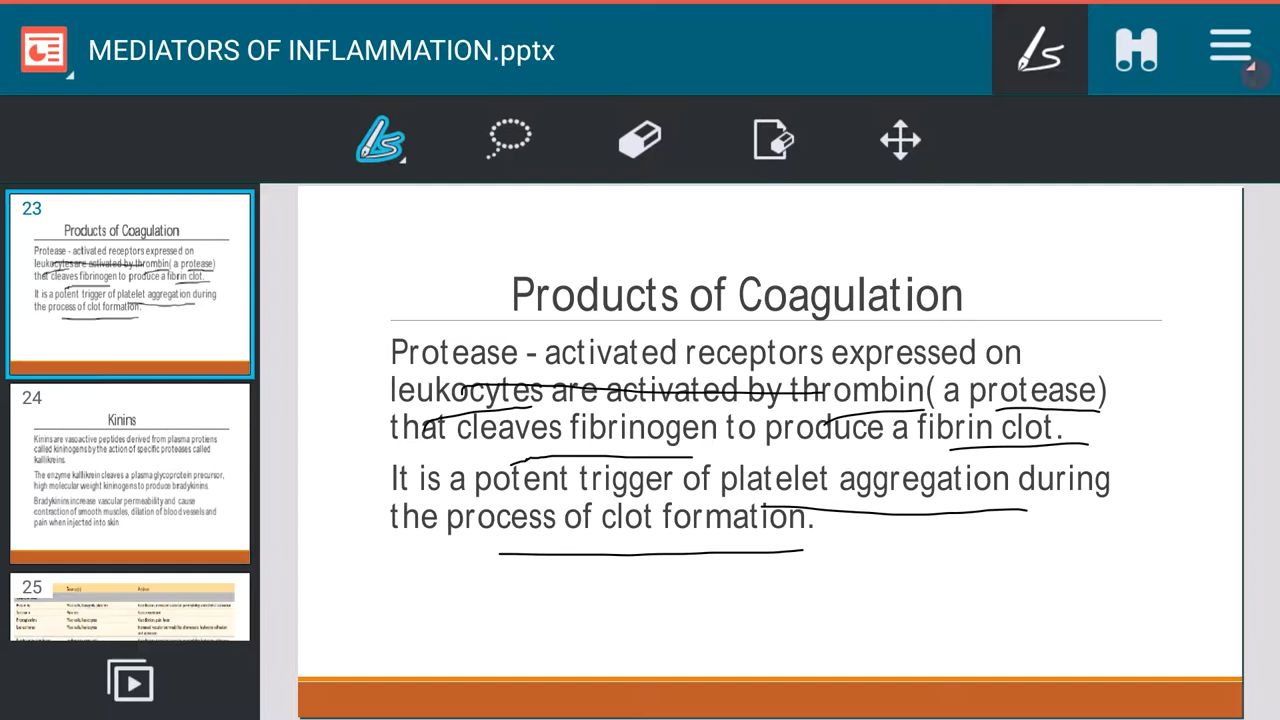 MEDIATORS OF INFLAMMATION.pptx
23
Products of Coagulation
Protease - activated receptors expressed on
leukocytes are activated by thrombin( a protease)
that cleaves fibrinogen to produce a fibrin clot.
It is a potent trigger of platelet aggregation during
the process of clot formation.
24
Kinins
Kinins are vasoactive peptides derived from plasma protiens
called kininogens by the action of specific proteases called
kallikreins.
The enzyme kallikrein cleaves a plasma glycoprotein precursor,
high molecular weight kininogens to produce bradykinins.
Bradykinins increase vascular permeability and cause
contraction of smooth muscles, dilation of blood vessels and
pain when injected into skin
25
Products of Coagulation
Protease - activated receptors expressed on
leukocytes are activated by thrombin( a protease)
that cleaves fibrinogen to produce a fibrin clot.
It is a potent trigger of platelet aggregation during
the process of clot formation.